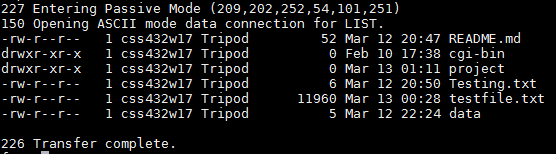 227 Entering Passive Mode (209,202,252,54,101,251)
150 Opening ASCII mode data connection for LIST.
-rw-r--r--   1 css432w17 Tripod          52 Mar 12 20:47 README.md
drwxr-xr-x   1 css432w17 Tripod           0 Feb 10 17:38 cgi-bin
drwxr-xr-x   1 css432w17 Tripod           0 Mar 13 01:11 project
-rw-r--r--   1 css432w17 Tripod           6 Mar 12 20:50 Testing.txt
-rw-r--r--   1 css432w17 Tripod       11960 Mar 13 00:28 testfile.txt
-rw-r--r--   1 css432w17 Tripod           5 Mar 12 22:24 data
226 Transfer complete.